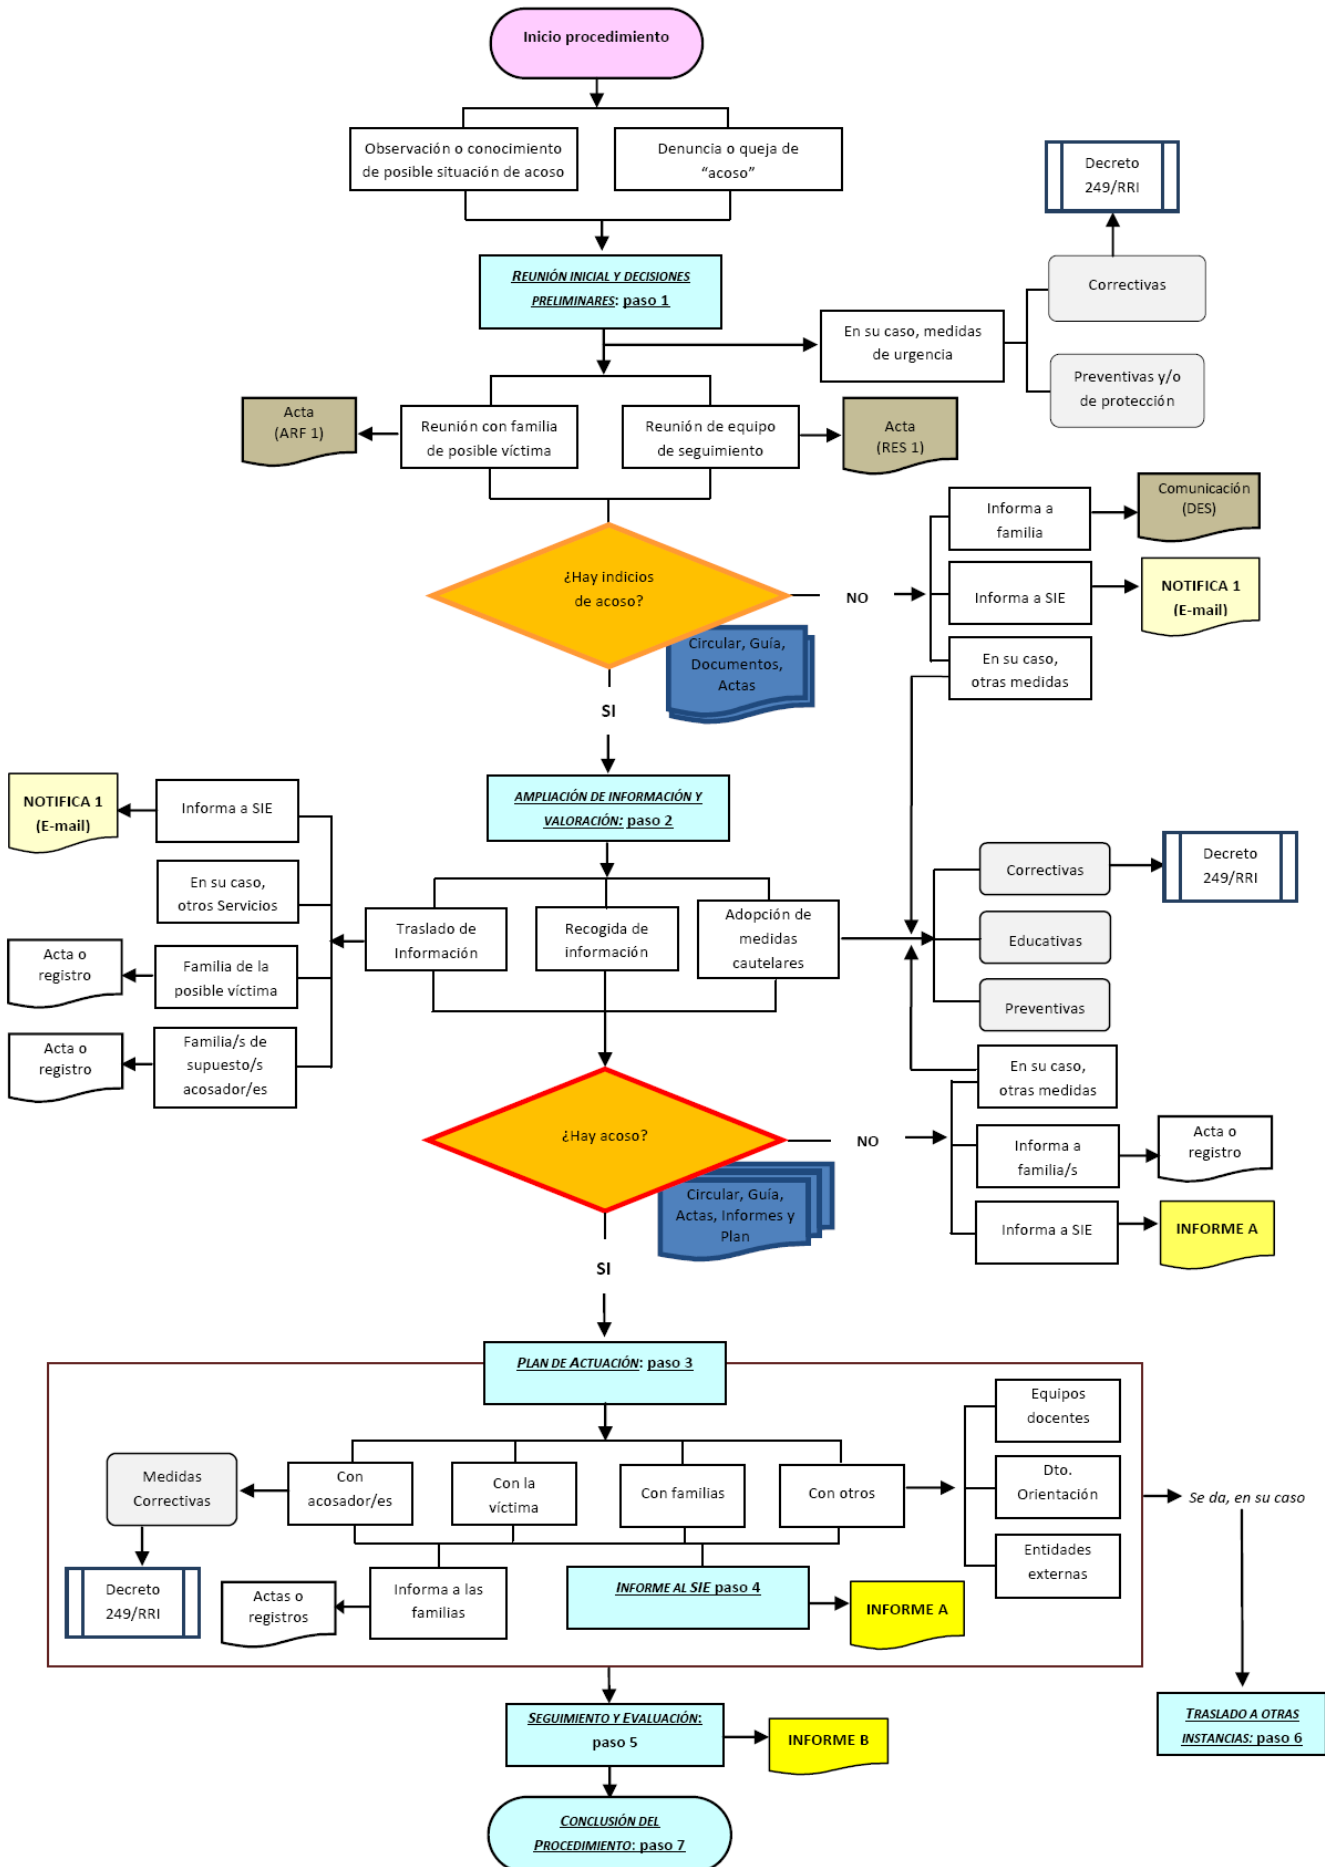 Inicio procedimiento
Observación o conocimiento
de posible situación de acoso
Denuncia o queja de
“acoso”
Decreto
249/RRI
REUNIÓN INICIAL Y DECISIONES
PRELIMINARES: paso 1
Correctivas
En su caso, medidas
de urgencia
Preventivas y/o
de protección
Acta
(ARF 1)
Reunión con familia
de posible víctima
Reunión de equipo
de seguimiento
Acta
(RES 1)
Informa a
familia
Comunicación
(DES)
¿Hay indicios
de acoso?
NO
Informa a SIE
NOTIFICA 1
(E-mail)
Circular, Guía,
Documentos,
Actas
En su caso,
otras medidas
SI
NOTIFICA 1
(E-mail)
Informa a SIE
AMPLIACIÓN DE INFORMACIÓN Y
VALORACIÓN: paso 2
En su caso,
otros Servicios
Traslado de
Información
Recogida de
información
Adopción de
medidas
cautelares
Correctivas
Decreto
249/RRI
Educativas
Preventivas
Acta o
registro
Familia de la
posible víctima
Acta o
registro
Familia/s de
supuesto/s
acosador/es
En su caso,
otras medidas
¿Hay acoso?
NO
Informa a
familia/s
Acta o
registro
Circular, Guía,
Actas, Informes y
Plan
Informa a SIE
INFORME A
SI
PLAN DE ACTUACIÓN: paso 3
Equipos
docentes
Medidas
Correctivas
Con
acosador/es
Con la
víctima
Con familias
Con otros
Dto.
Orientación
Se da, en su caso
Entidades
externas
Decreto
249/RRI
Actas o
registros
Informa a las
familias
INFORME AL SIE paso 4
INFORME A
SEGUIMIENTO Y EVALUACIÓN:
paso 5
INFORME B
TRASLADO A OTRAS
INSTANCIAS: paso 6
CONCLUSIÓN DEL
PROCEDIMIENTO: paso 7